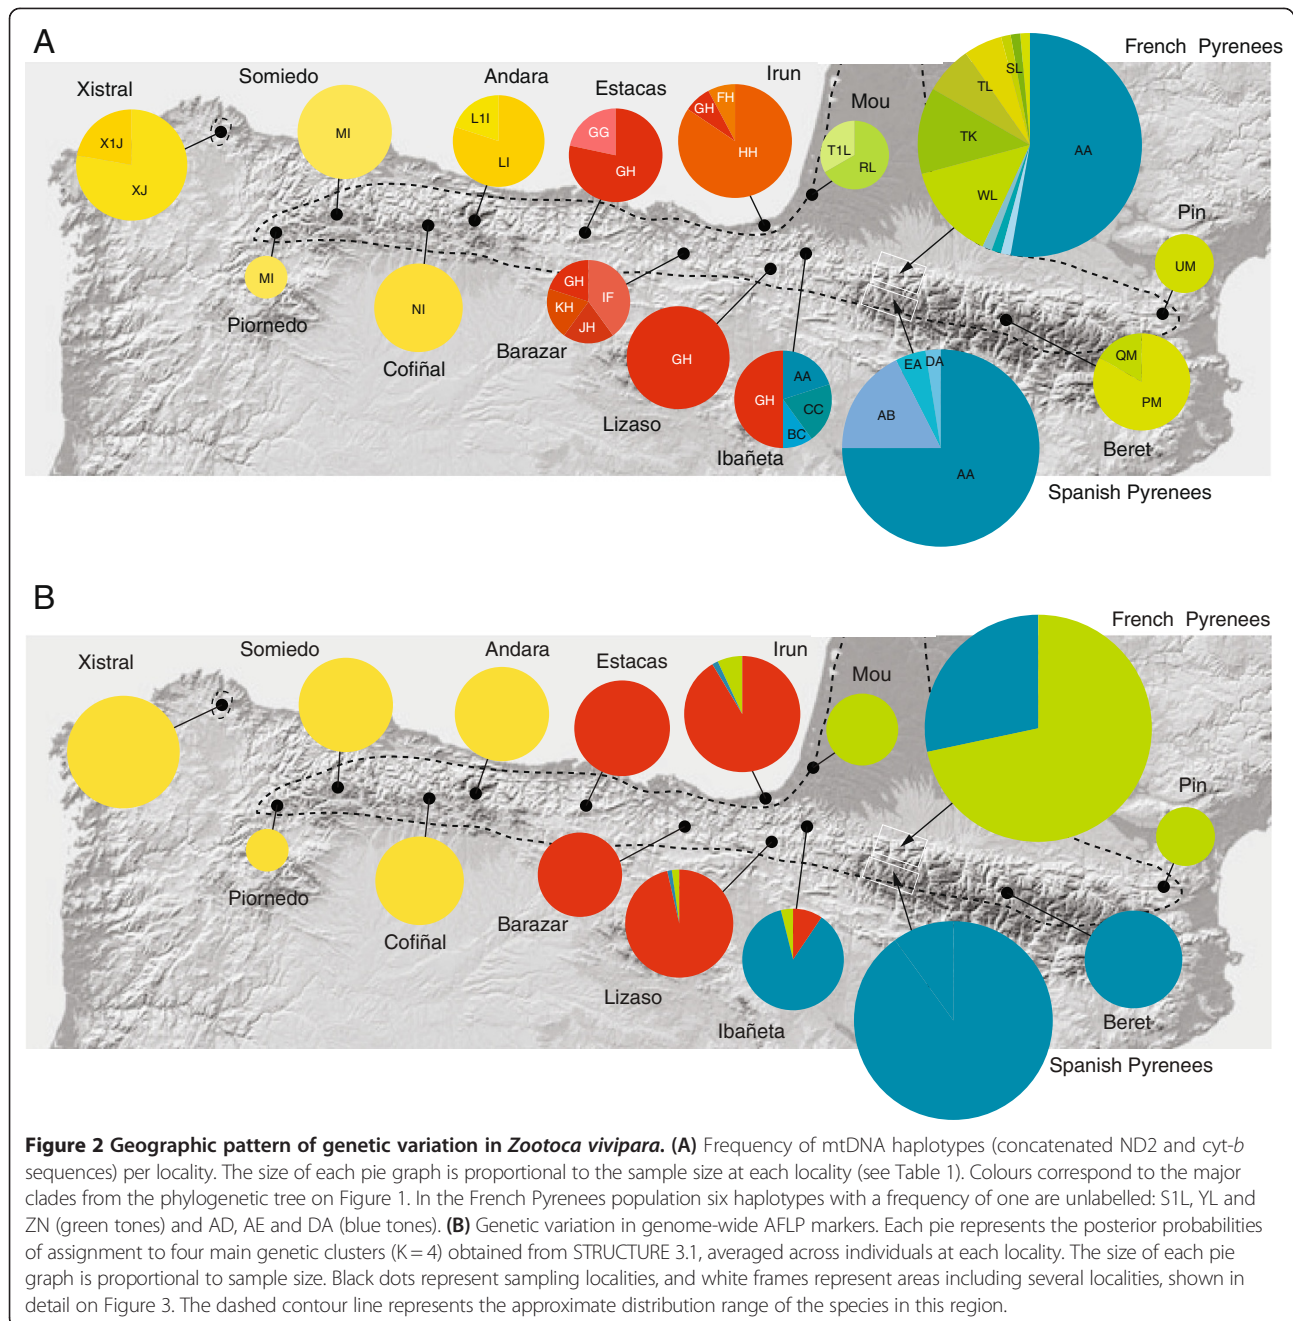 A
French Pyrenees
Xistral
Somiedo
Andara
Estacas
Irun
Mou
X1J
XJ
MI
L1I
LI
GG
GH
GH
FH
HH
T1L
RL
SL
TL
TK
WL
AA
Pin
UM
MI
Piornedo
NI
Cofiñal
GH
IF
KH
JH
Barazar
GH
Lizaso
GH
AA
CC
BC
Ibañeta
EA
DA
AB
AA
Spanish Pyrenees
QM
PM
Beret
B
French Pyrenees
Xistral
Somiedo
Andara
Estacas
Irun
Mou
Pin
Piornedo
Cofiñal
Barazar
Lizaso
Ibañeta
Beret
Spanish Pyrenees
Figure 2 Geographic pattern of genetic variation in Zootoca vivipara. (A) Frequency of mtDNA haplotypes (concatenated ND2 and cyt-b
sequences) per locality. The size of each pie graph is proportional to the sample size at each locality (see Table 1). Colours correspond to the major
clades from the phylogenetic tree on Figure 1. In the French Pyrenees population six haplotypes with a frequency of one are unlabelled: S1L, YL and
ZN (green tones) and AD, AE and DA (blue tones). (B) Genetic variation in genome-wide AFLP markers. Each pie represents the posterior probabilities
of assignment to four main genetic clusters (K = 4) obtained from STRUCTURE 3.1, averaged across individuals at each locality. The size of each pie
graph is proportional to sample size. Black dots represent sampling localities, and white frames represent areas including several localities, shown in
detail on Figure 3. The dashed contour line represents the approximate distribution range of the species in this region.